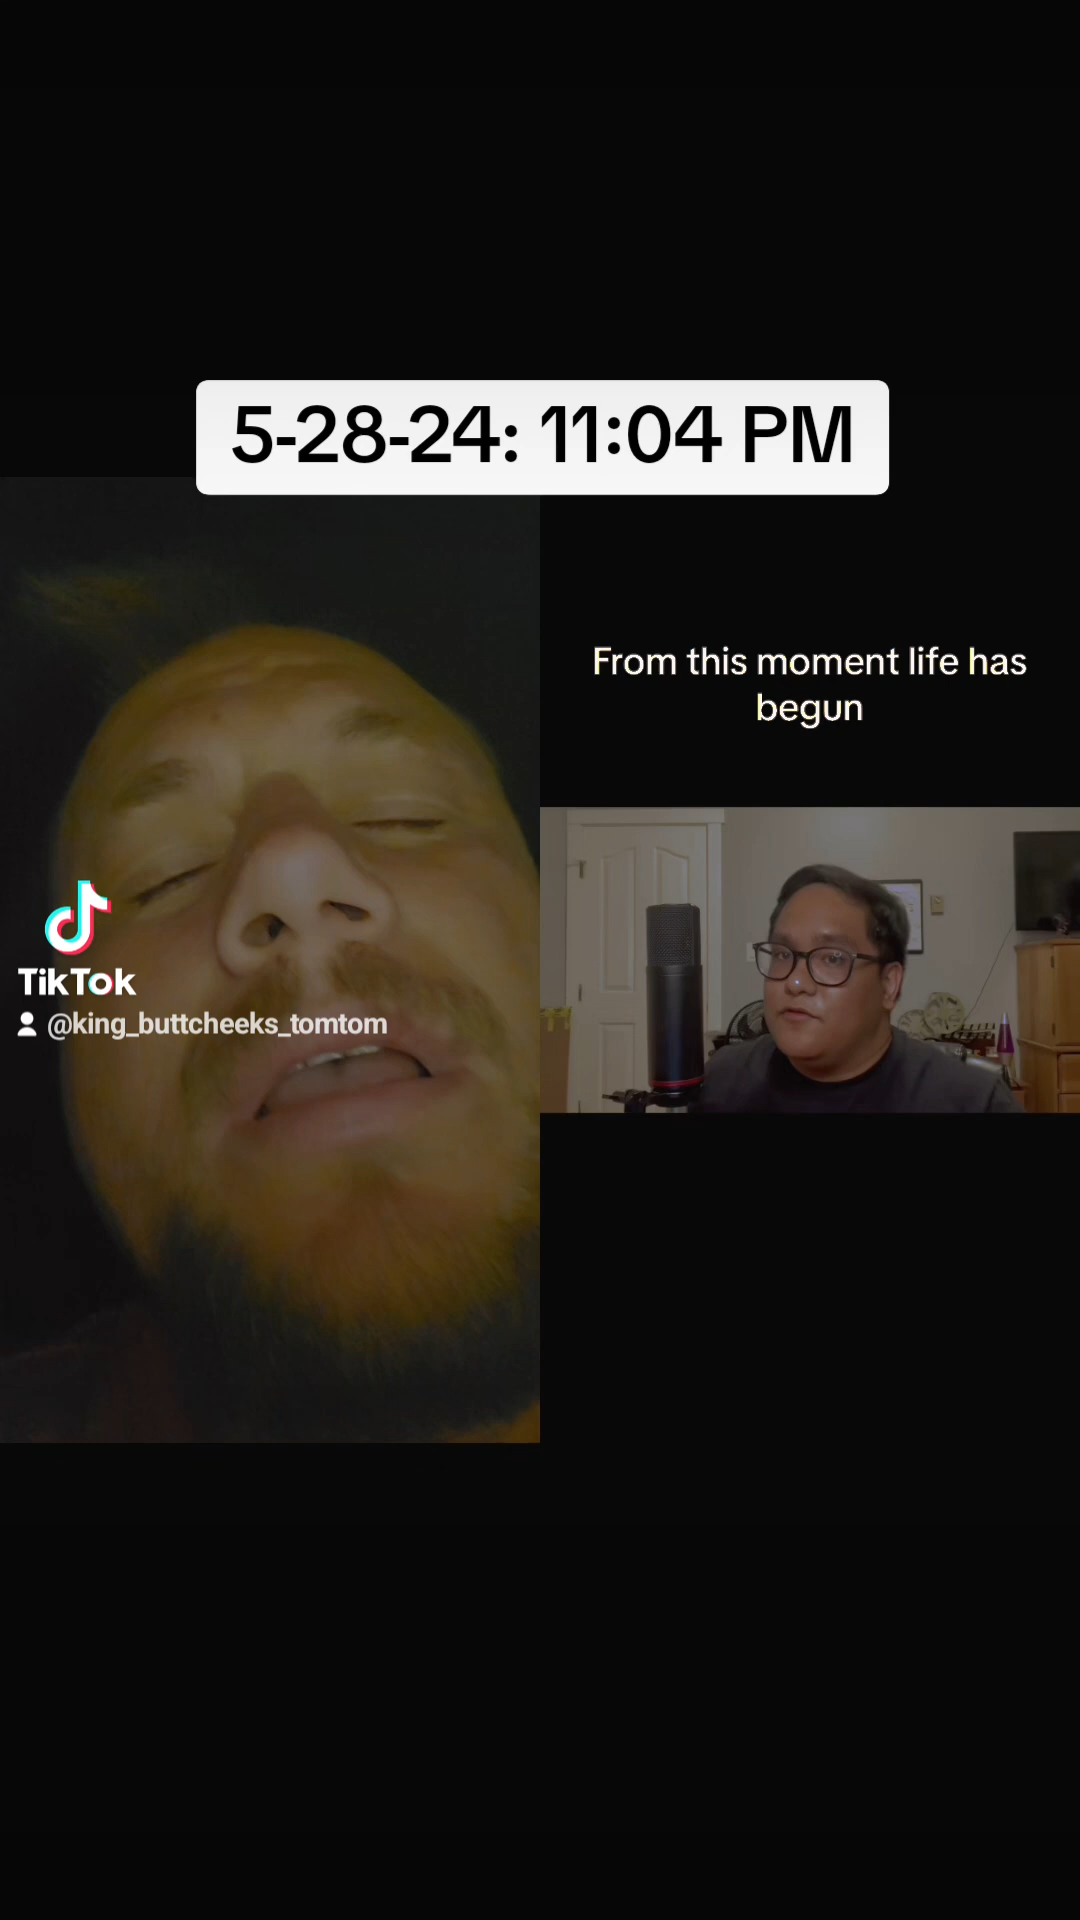 5-28-24: 11:04 PM
From this moment life has
begun
TikTok
@king_buttcheeks_tomtom